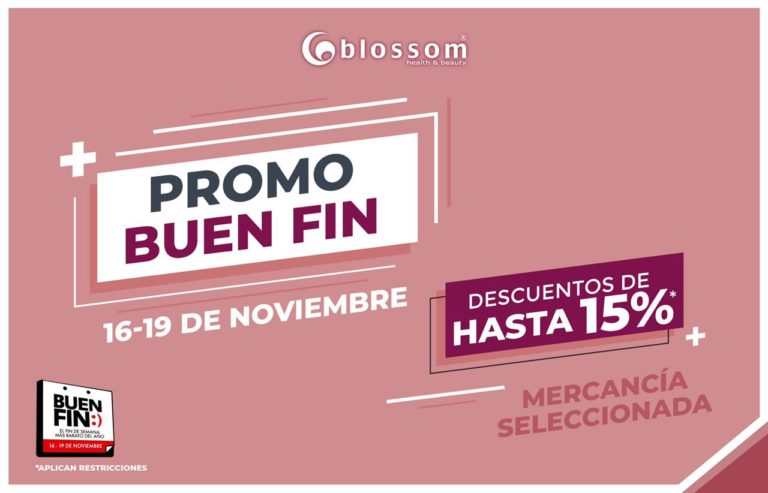 blossom®
health & beauty
PROMO
BUEN FIN
16-19 DE NOVIEMBRE
DESCUENTOS DE
HASTA 15%*
MERCANCÍA
SELECCIONADA
BUEN
FIN:)
EL FIN DE SEMANA
MÁS BARATO DEL AÑO
16 - 19 DE NOVIEMBRE
*APLICAN RESTRICCIONES